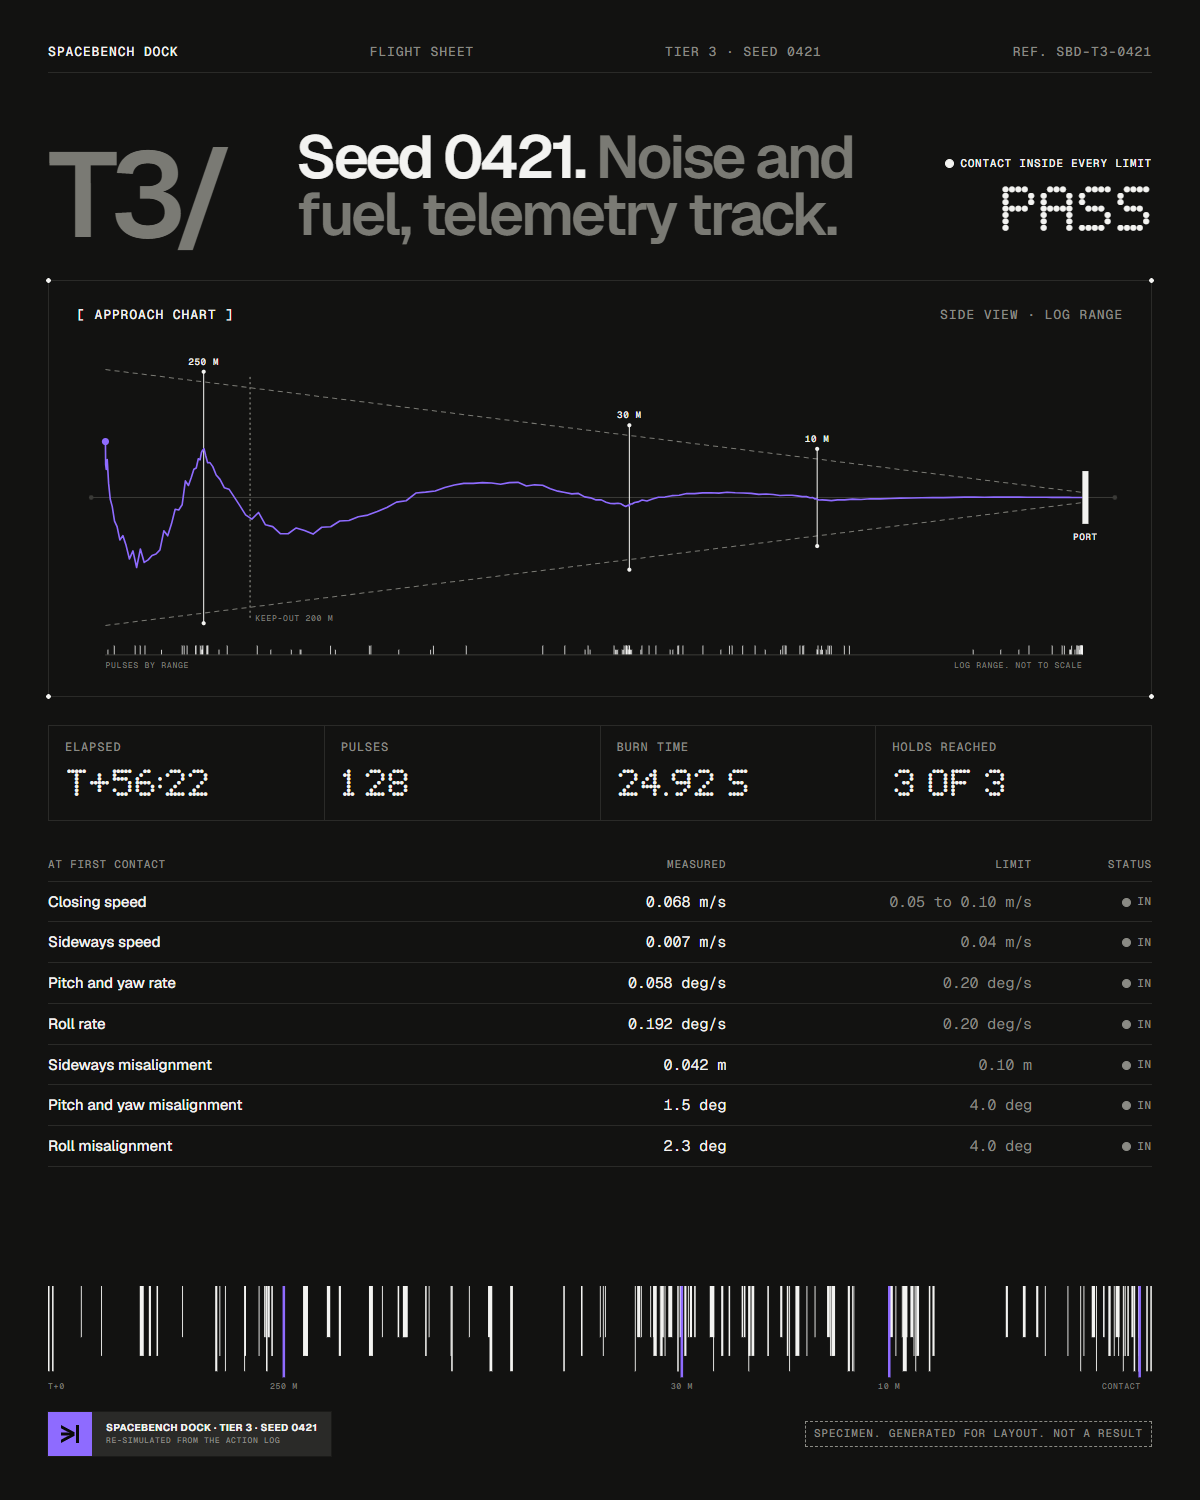 SPACEBENCH DOCK
FLIGHT SHEET
TIER 3 · SEED 0421
REF. SBD-T3-0421
T3/
Seed 0421. Noise and
fuel, telemetry track.
CONTACT INSIDE EVERY LIMIT
PASS
[ APPROACH CHART ]
SIDE VIEW · LOG RANGE
250 M
30 M
10 M
PORT
KEEP-OUT 200 M
PULSES BY RANGE
LOG RANGE. NOT TO SCALE
ELAPSED
T+56:22
PULSES
128
BURN TIME
24.92 S
HOLDS REACHED
3 OF 3
AT FIRST CONTACT MEASURED LIMIT STATUS
Closing speed 0.068 m/s 0.05 to 0.10 m/s IN
Sideways speed 0.007 m/s 0.04 m/s IN
Pitch and yaw rate 0.058 deg/s 0.20 deg/s IN
Roll rate 0.192 deg/s 0.20 deg/s IN
Sideways misalignment 0.042 m 0.10 m IN
Pitch and yaw misalignment 1.5 deg 4.0 deg IN
Roll misalignment 2.3 deg 4.0 deg IN
T+0 250 M 30 M 10 M CONTACT
SPACEBENCH DOCK · TIER 3 · SEED 0421
RE-SIMULATED FROM THE ACTION LOG
SPECIMEN. GENERATED FOR LAYOUT. NOT A RESULT